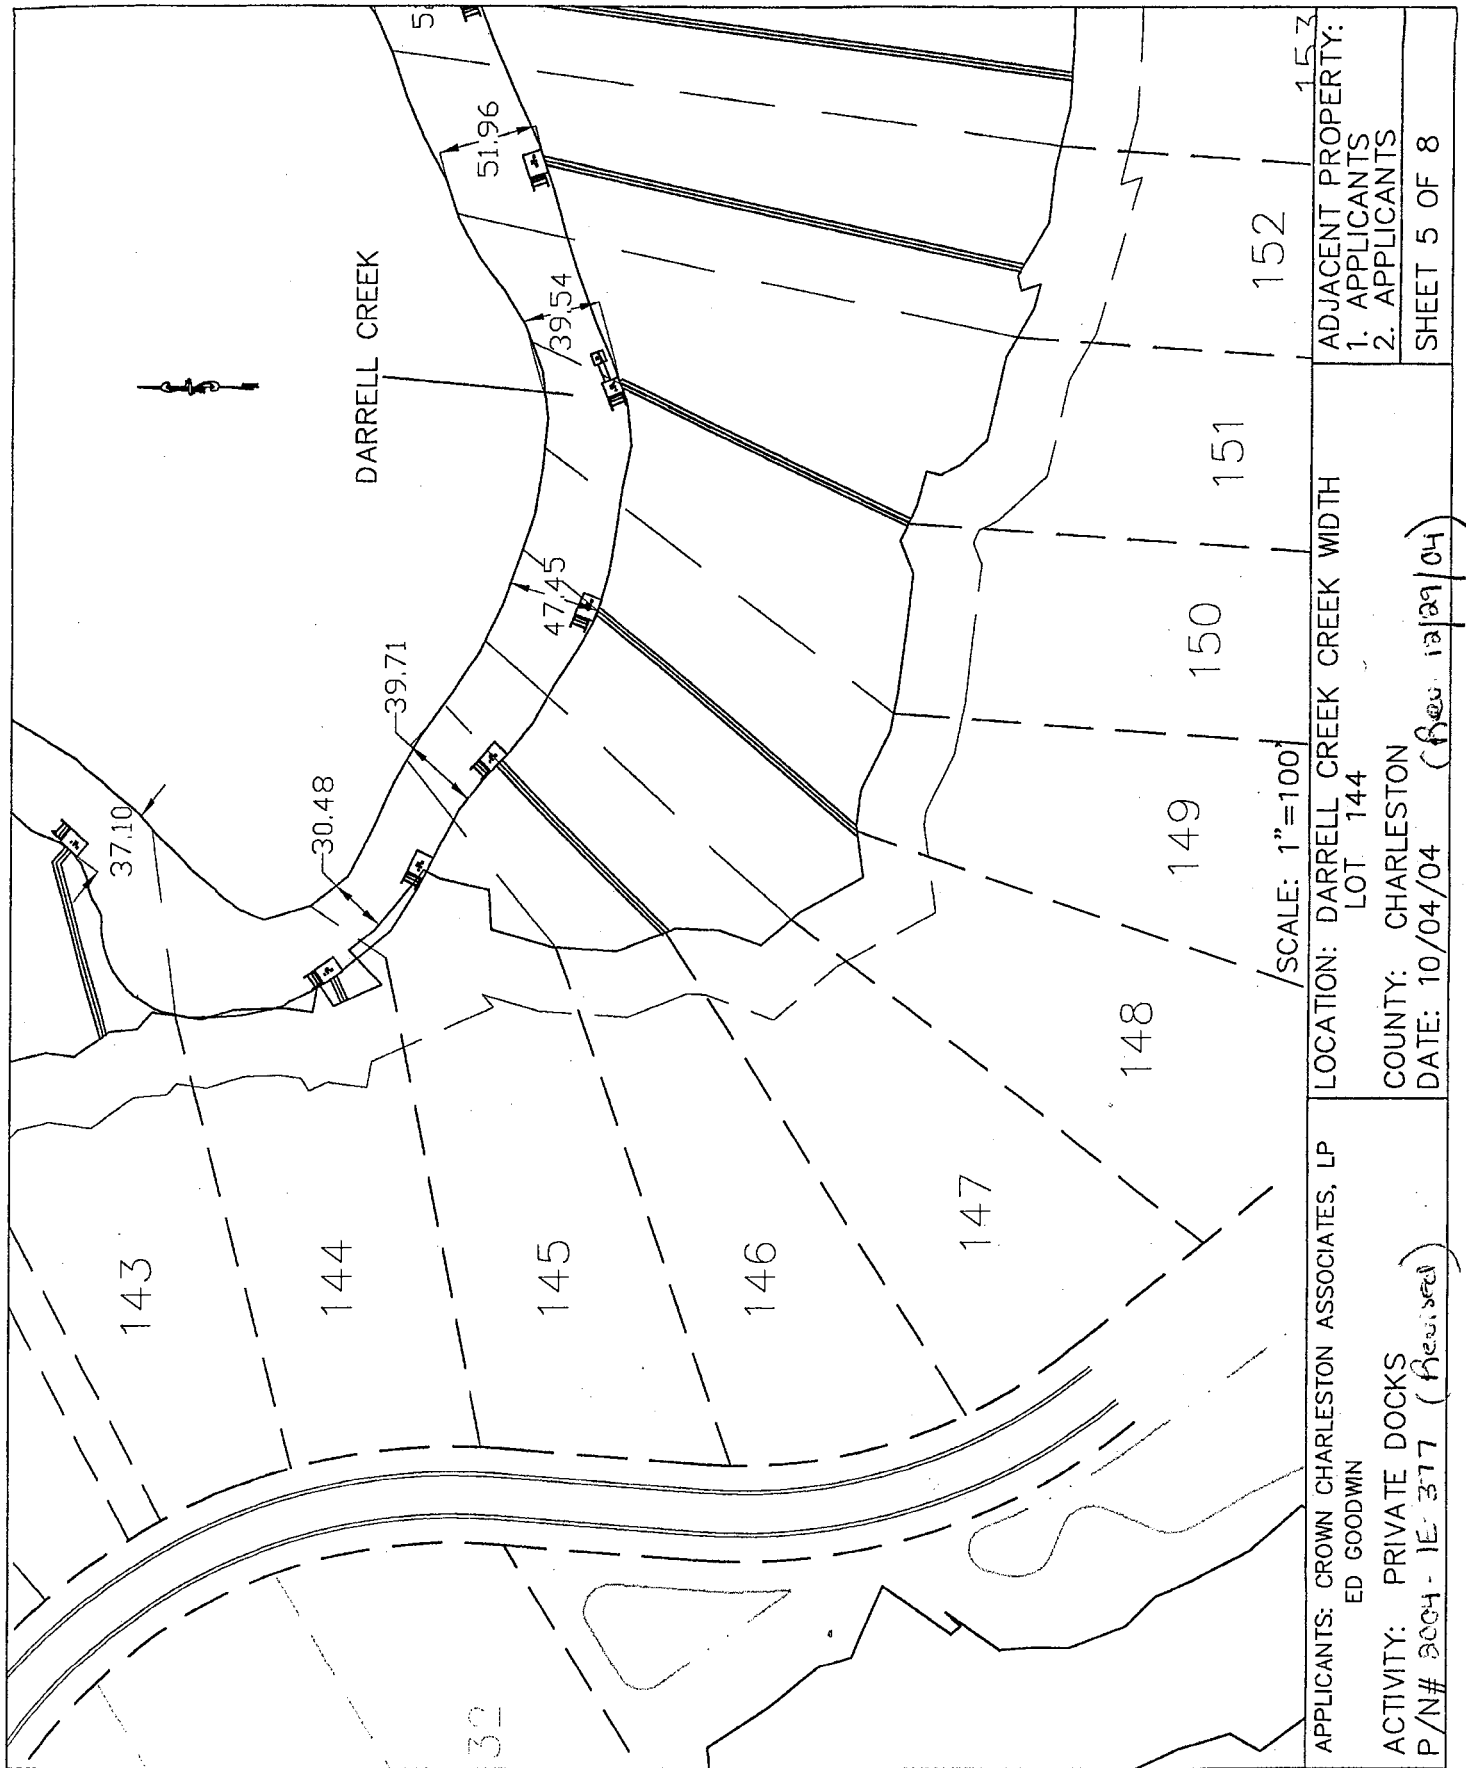 DARRELL CREEK
37.10
30.48
39.71
47.45
39.54
51.96
143
144
145
146
147
148
149
150
151
152
153
32
SCALE: 1"=100'
APPLICANTS: CROWN CHARLESTON ASSOCIATES, LP
ED GOODWIN
ACTIVITY: PRIVATE DOCKS
P/N# 2004-1E-377 (Revised)
LOCATION: DARRELL CREEK CREEK WIDTH
LOT 144
COUNTY: CHARLESTON
DATE: 10/04/04 (Rev. 12/29/04)
ADJACENT PROPERTY:
1. APPLICANTS
2. APPLICANTS
SHEET 5 OF 8